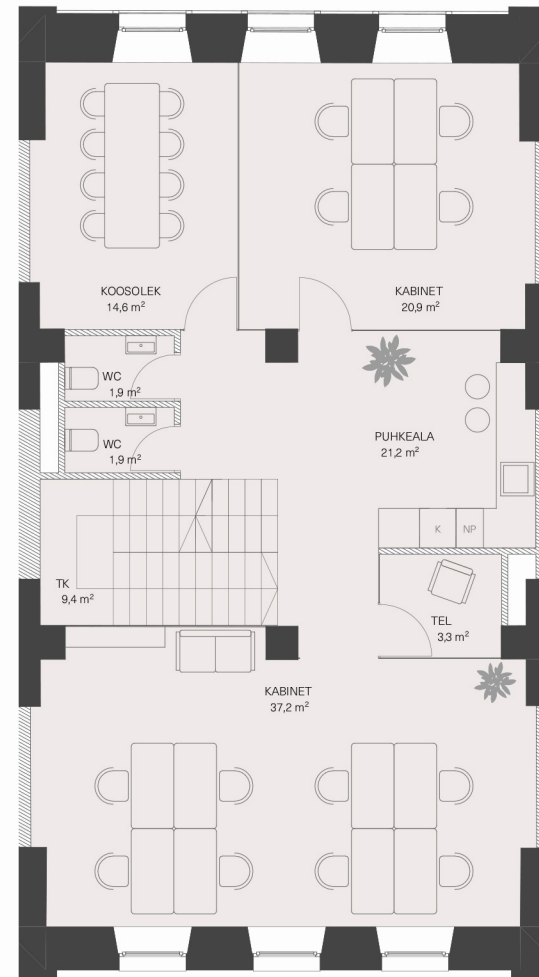 KOOSOLEK
14,6 m²
KABINET
20,9 m²
WC
1,9 m²
WC
1,9 m²
PUHKEALA
21,2 m²
K
NP
TK
9,4 m²
TEL
3,3 m²
KABINET
37,2 m²